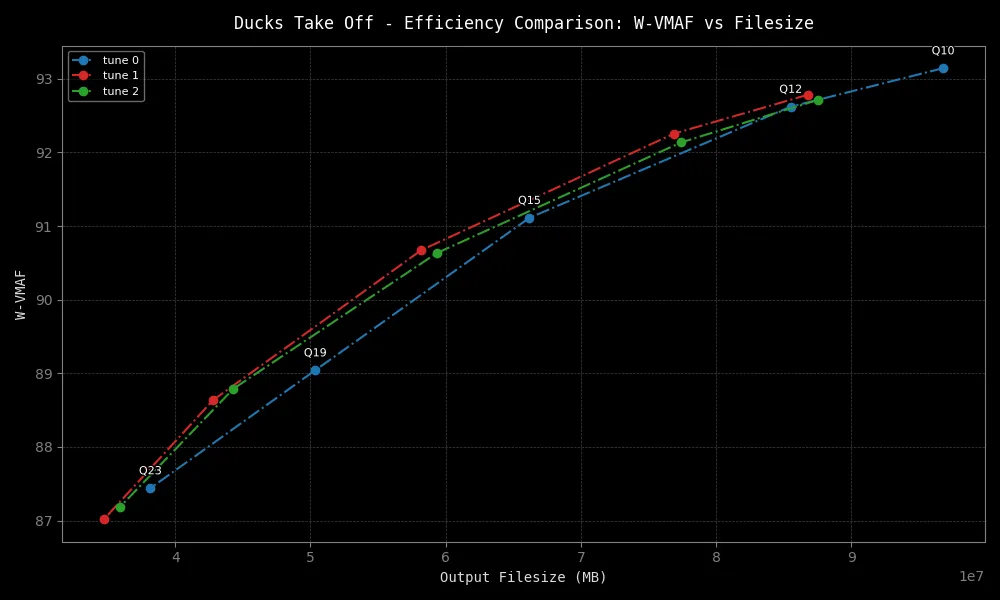 Ducks Take Off - Efficiency Comparison: W-VMAF vs Filesize
tune 0
tune 1
tune 2
Q10
Q12
Q15
Q19
Q23
93
92
91
90
89
88
87
W-VMAF
4 5 6 7 8 9
1e7
Output Filesize (MB)